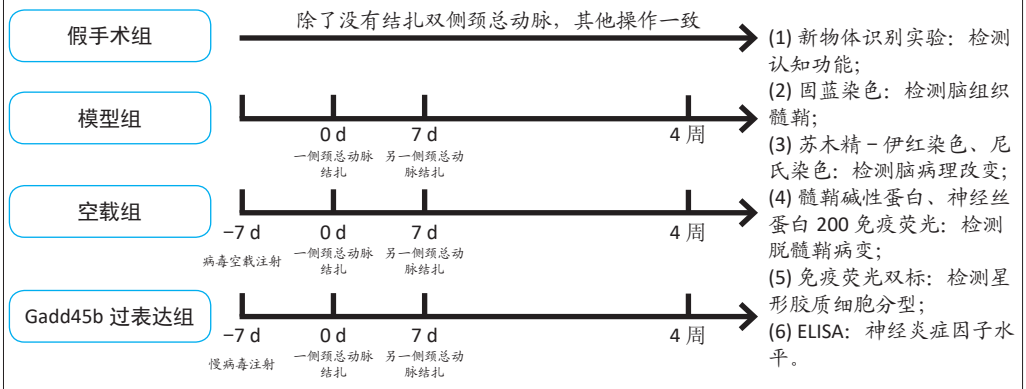 假手术组
除了没有结扎双侧颈总动脉，其他操作一致
模型组
0 d
7 d
4 周
一侧颈总动脉
结扎
另一侧颈总动
脉结扎
空载组
−7 d
0 d
7 d
4 周
病毒空载注射
一侧颈总动脉
结扎
另一侧颈总动
脉结扎
Gadd45b 过表达组
−7 d
0 d
7 d
4 周
慢病毒注射
一侧颈总动脉
结扎
另一侧颈总动
脉结扎
(1) 新物体识别实验：检测
认知功能；
(2) 固蓝染色：检测脑组织
髓鞘；
(3) 苏木精－伊红染色、尼
氏染色：检测脑病理改变；
(4) 髓鞘碱性蛋白、神经丝
蛋白 200 免疫荧光：检测
脱髓鞘病变；
(5) 免疫荧光双标：检测星
形胶质细胞分型；
(6) ELISA：神经炎症因子水
平。